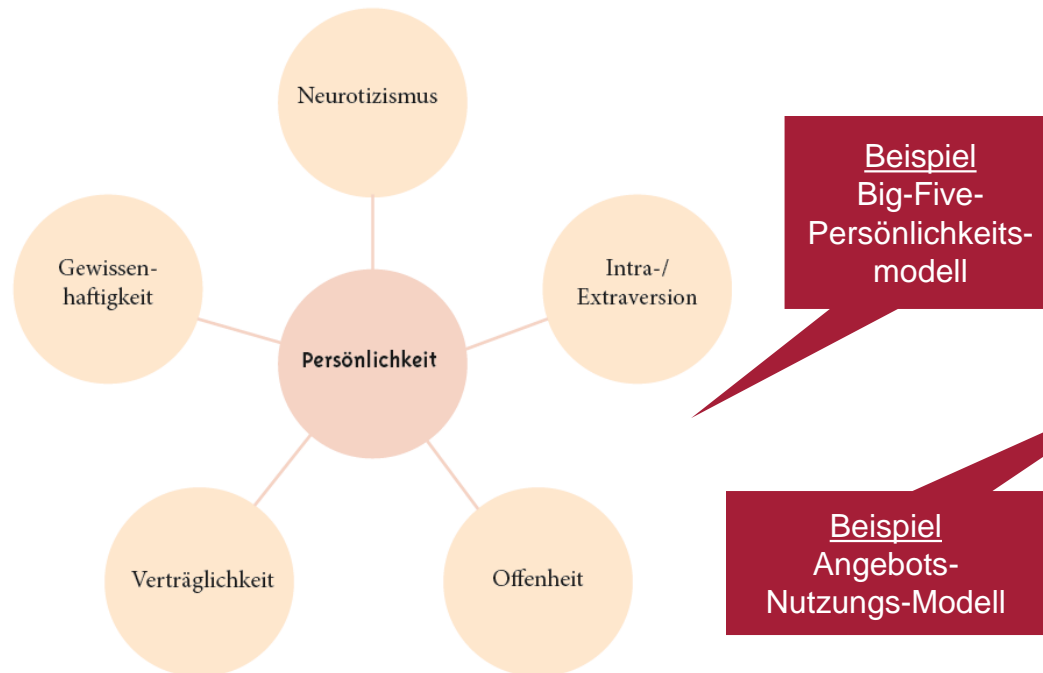 Neurotizismus
Gewissen-
haftigkeit
Intra-/
Extraversion
Persönlichkeit
Verträglichkeit
Offenheit
Beispiel
Big-Five-
Persönlichkeits-
modell
Beispiel
Angebots-
Nutzungs-Modell